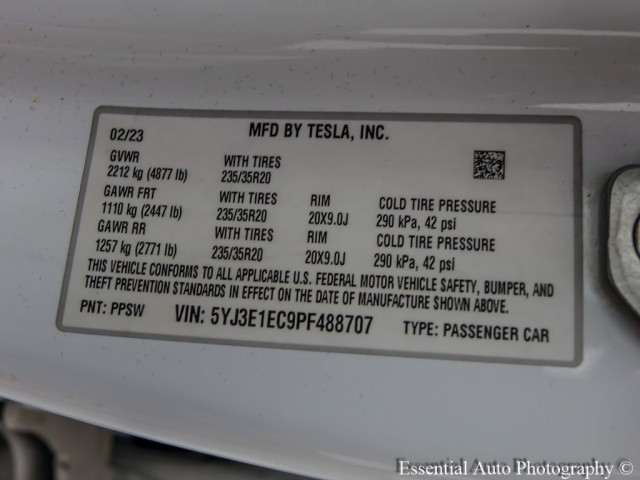 02/23 MFD BY TESLA, INC.
GVWR WITH TIRES
2212 kg (4877 lb) 235/35R20
GAWR FRT WITH TIRES RIM COLD TIRE PRESSURE
1110 kg (2447 lb) 235/35R20 20X9.0J 290 kPa, 42 psi
GAWR RR WITH TIRES RIM COLD TIRE PRESSURE
1257 kg (2771 lb) 235/35R20 20X9.0J 290 kPa, 42 psi
THIS VEHICLE CONFORMS TO ALL APPLICABLE U.S. FEDERAL MOTOR VEHICLE SAFETY, BUMPER, AND
THEFT PREVENTION STANDARDS IN EFFECT ON THE DATE OF MANUFACTURE SHOWN ABOVE.
PNT: PPSW VIN: 5YJ3E1EC9PF488707 TYPE: PASSENGER CAR
Essential Auto Photography ©